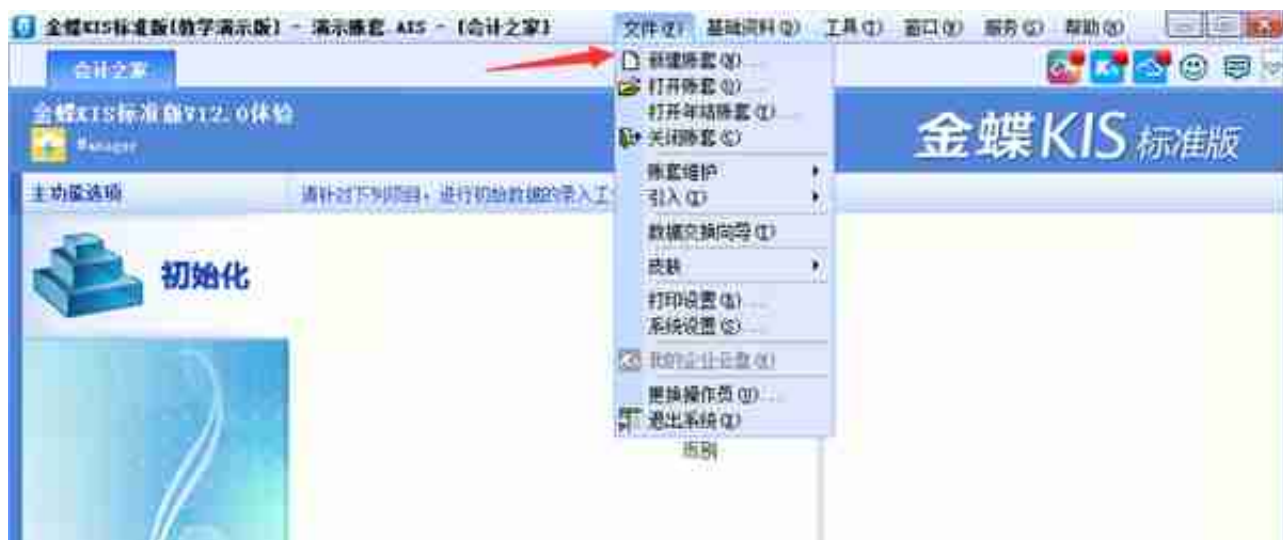 金蝶KIS标准版(教学演示版) - 演示账套.AIS - [会计之家]
文件(F) 基础资料(D) 工具(T) 窗口(W) 服务(S) 帮助(H)
会计之家
金蝶KIS标准版V12.0体验
Manager
金蝶KIS 标准版
主功能选项
请针对下列项目,进行初始数据的录入工
初始化
新建账套(N)...
打开账套(O)...
打开年结账套(T)...
关闭账套(C)
账套维护
引入(I)
数据交换向导(I)
皮肤
打印设置(R)...
系统设置(S)...
我的企业云盘(K)
更换操作员(U)...
退出系统(X)
币别